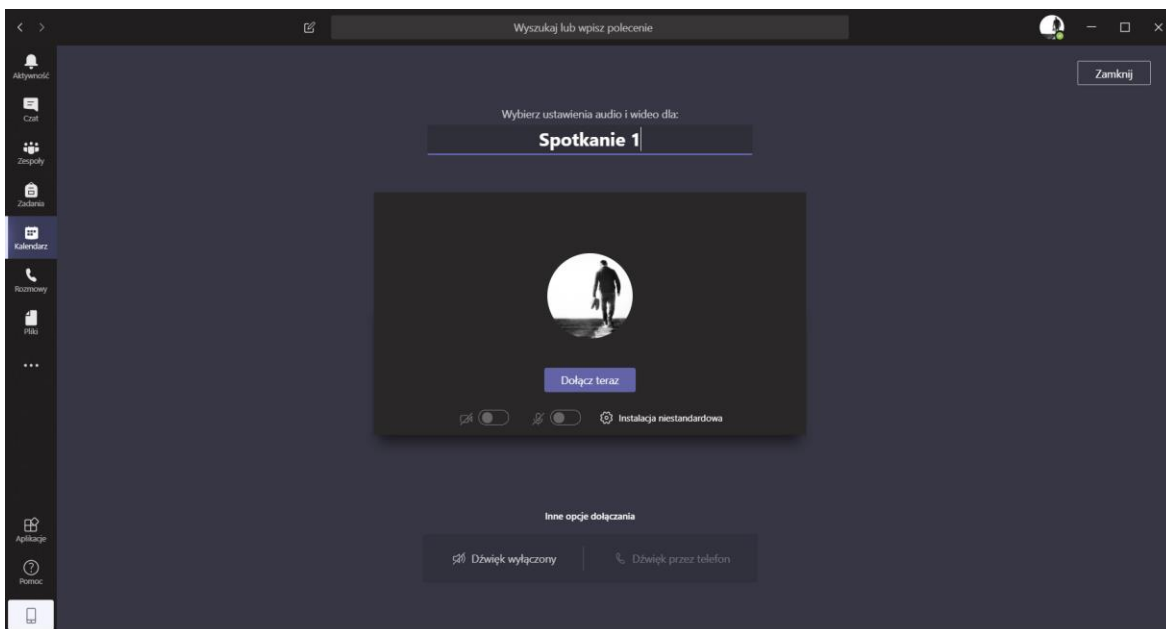 Wyszukaj lub wpisz polecenie
Aktywność
Czat
Zespoły
Zadania
Kalendarz
Rozmowy
Pliki
Aplikacje
Pomoc
Zamknij
Wybierz ustawienia audio i wideo dla:
Spotkanie 1
Dołącz teraz
Instalacja niestandardowa
Inne opcje dołączania
Dźwięk wyłączony
Dźwięk przez telefon